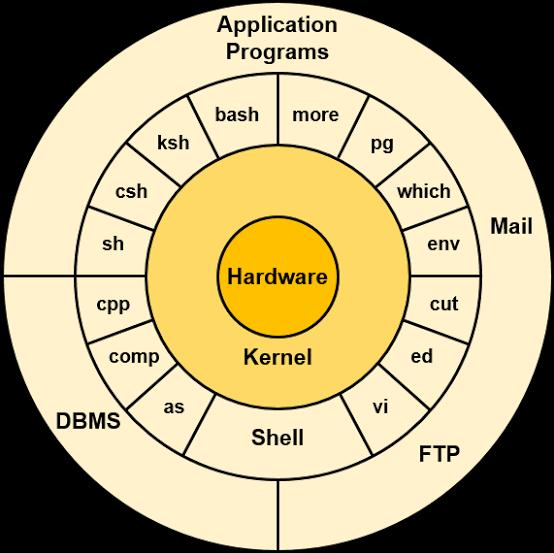 Application
Programs
bash
more
ksh
pg
csh
which
Mail
sh
env
Hardware
cpp
cut
Kernel
comp
ed
as
vi
DBMS
Shell
FTP